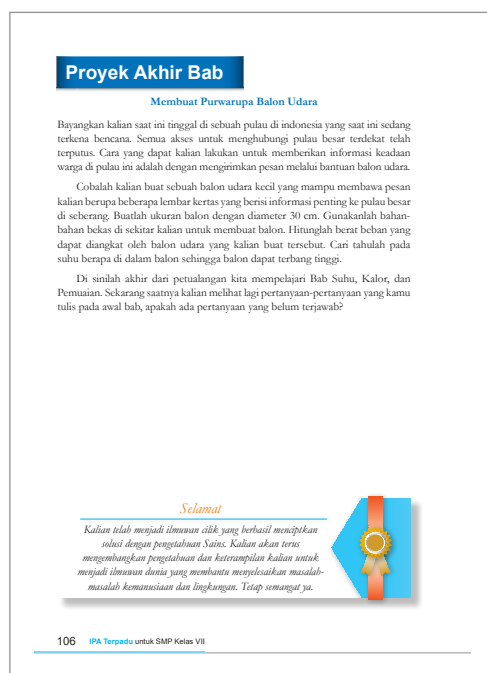 Proyek Akhir Bab
Membuat Purwarupa Balon Udara
Bayangkan kalian saat ini tinggal di sebuah pulau di indonesia yang saat ini sedang
terkena bencana. Semua akses untuk menghubungi pulau besar terdekat telah
terputus. Cara yang dapat kalian lakukan untuk memberikan informasi keadaan
warga di pulau ini adalah dengan mengirimkan pesan melalui bantuan balon udara.
Cobalah kalian buat sebuah balon udara kecil yang mampu membawa pesan
kalian berupa beberapa lembar kertas yang berisi informasi penting ke pulau besar
di seberang. Buatlah ukuran balon dengan diameter 30 cm. Gunakanlah bahan-
bahan bekas di sekitar kalian untuk membuat balon. Hitunglah berat beban yang
dapat diangkat oleh balon udara yang kalian buat tersebut. Cari tahulah pada
suhu berapa di dalam balon sehingga balon dapat terbang tinggi.
Di sinilah akhir dari petualangan kita mempelajari Bab Suhu, Kalor, dan
Pemuaian. Sekarang saatnya kalian melihat lagi pertanyaan-pertanyaan yang kamu
tulis pada awal bab, apakah ada pertanyaan yang belum terjawab?
Selamat
Kalian telah menjadi ilmuwan cilik yang berhasil menciptkan
solusi dengan pengetahuan Sains. Kalian akan terus
mengembangkan pengetahuan dan keterampilan kalian untuk
menjadi ilmuwan dunia yang membantu menyelesaikan masalah-
masalah kemanusiaan dan lingkungan. Tetap semangat ya.
106 IPA Terpadu untuk SMP Kelas VII